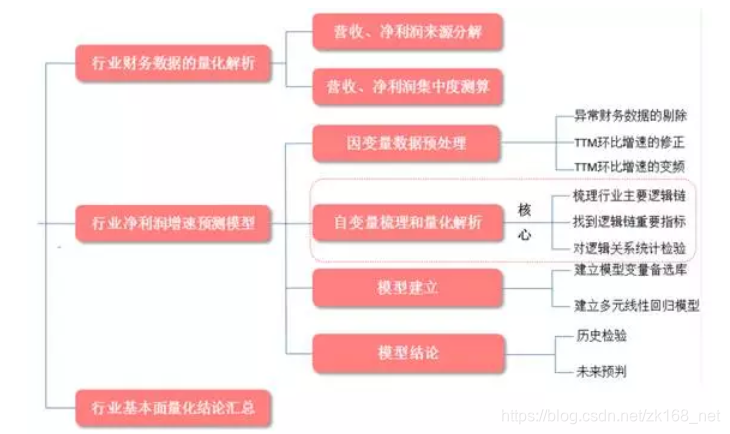 行业财务数据的量化解析
营收、净利润来源分解
营收、净利润集中度测算
行业净利润增速预测模型
因变量数据预处理
异常财务数据的剔除
TTM环比增速的修正
TTM环比增速的变频
自变量梳理和量化解析
核
心
梳理行业主要逻辑链
找到逻辑链重要指标
对逻辑关系统计检验
模型建立
建立模型变量备选库
建立多元线性回归模型
模型结论
历史检验
未来预判
行业基本面量化结论汇总
https://blog.csdn.net/zk168_net